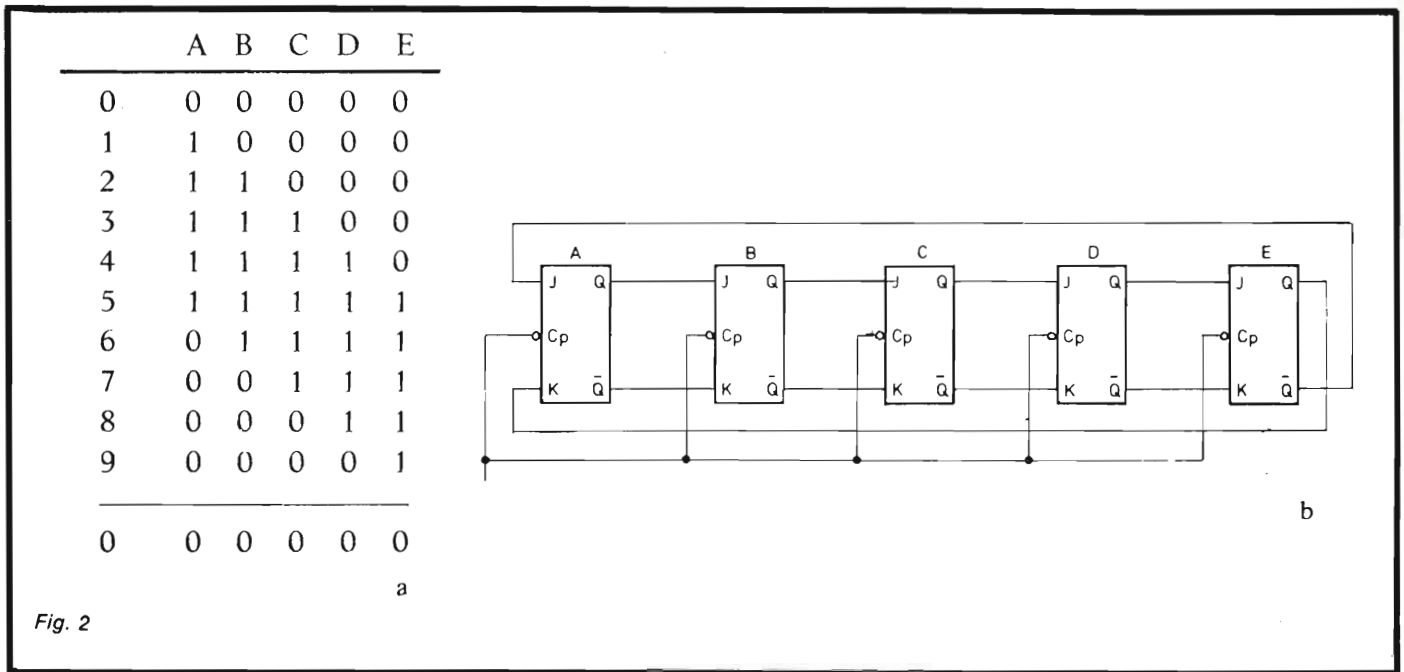 A B C D E
0 0 0 0 0 0
1 1 0 0 0 0
2 1 1 0 0 0
3 1 1 1 0 0
4 1 1 1 1 0
5 1 1 1 1 1
6 0 1 1 1 1
7 0 0 1 1 1
8 0 0 0 1 1
9 0 0 0 0 1
0 0 0 0 0 0
a
Fig. 2
A B C D E
J Q J Q J Q J Q J Q
Cp Cp Cp Cp Cp
K Q̄ K Q̄ K Q̄ K Q̄ K Q̄
b